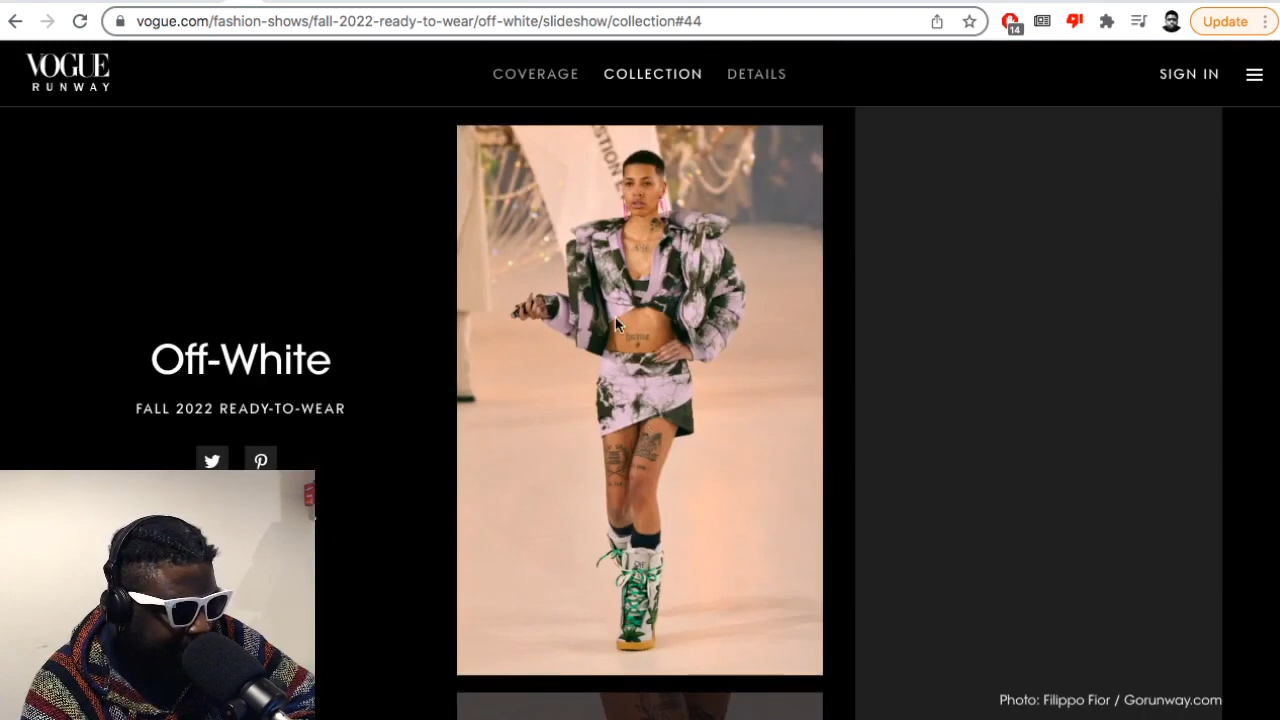 vogue.com/fashion-shows/fall-2022-ready-to-wear/off-white/slideshow/collection#44
14
Update
VOGUE
RUNWAY
COVERAGE
COLLECTION
DETAILS
SIGN IN
Off-White
FALL 2022 READY-TO-WEAR
Photo: Filippo Fior / Gorunway.com